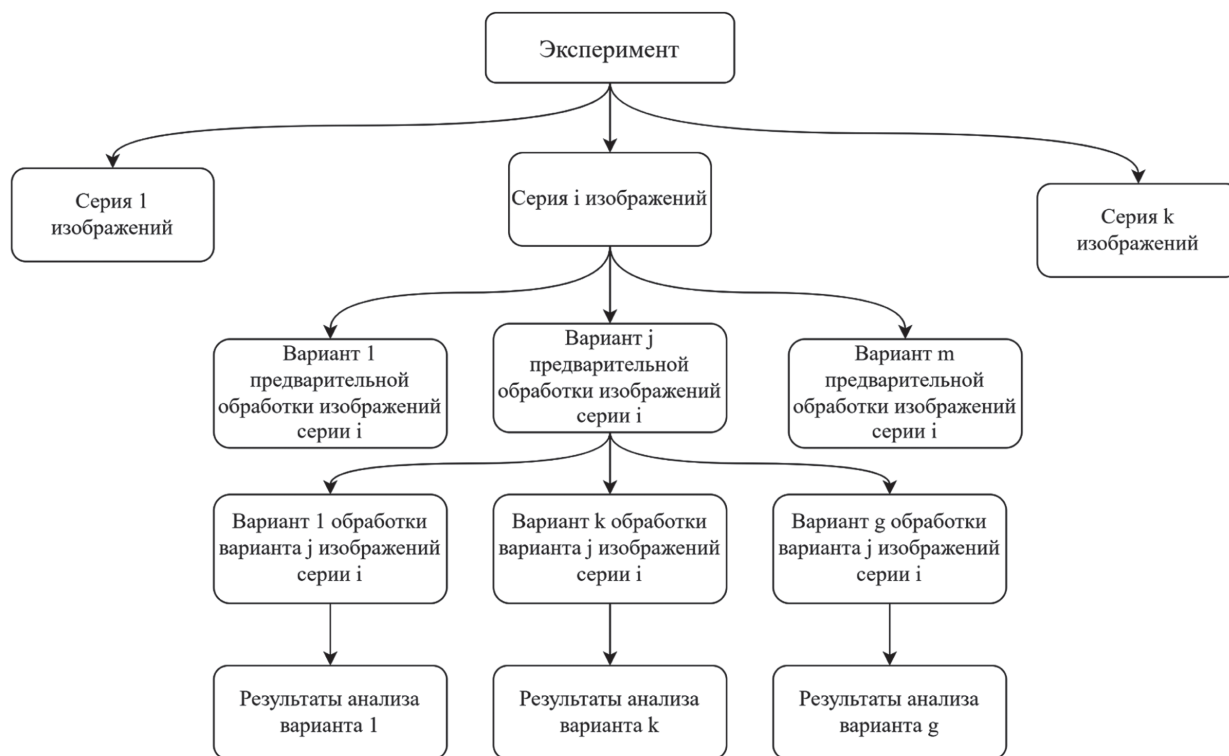 Эксперимент
Серия 1
изображений
Серия i изображений
Серия k
изображений
Вариант 1
предварительной
обработки изображений
серии i
Вариант j
предварительной
обработки изображений
серии i
Вариант m
предварительной
обработки изображений
серии i
Вариант 1 обработки
варианта j изображений
серии i
Вариант k обработки
варианта j изображений
серии i
Вариант g обработки
варианта j изображений
серии i
Результаты анализа
варианта 1
Результаты анализа
варианта k
Результаты анализа
варианта g